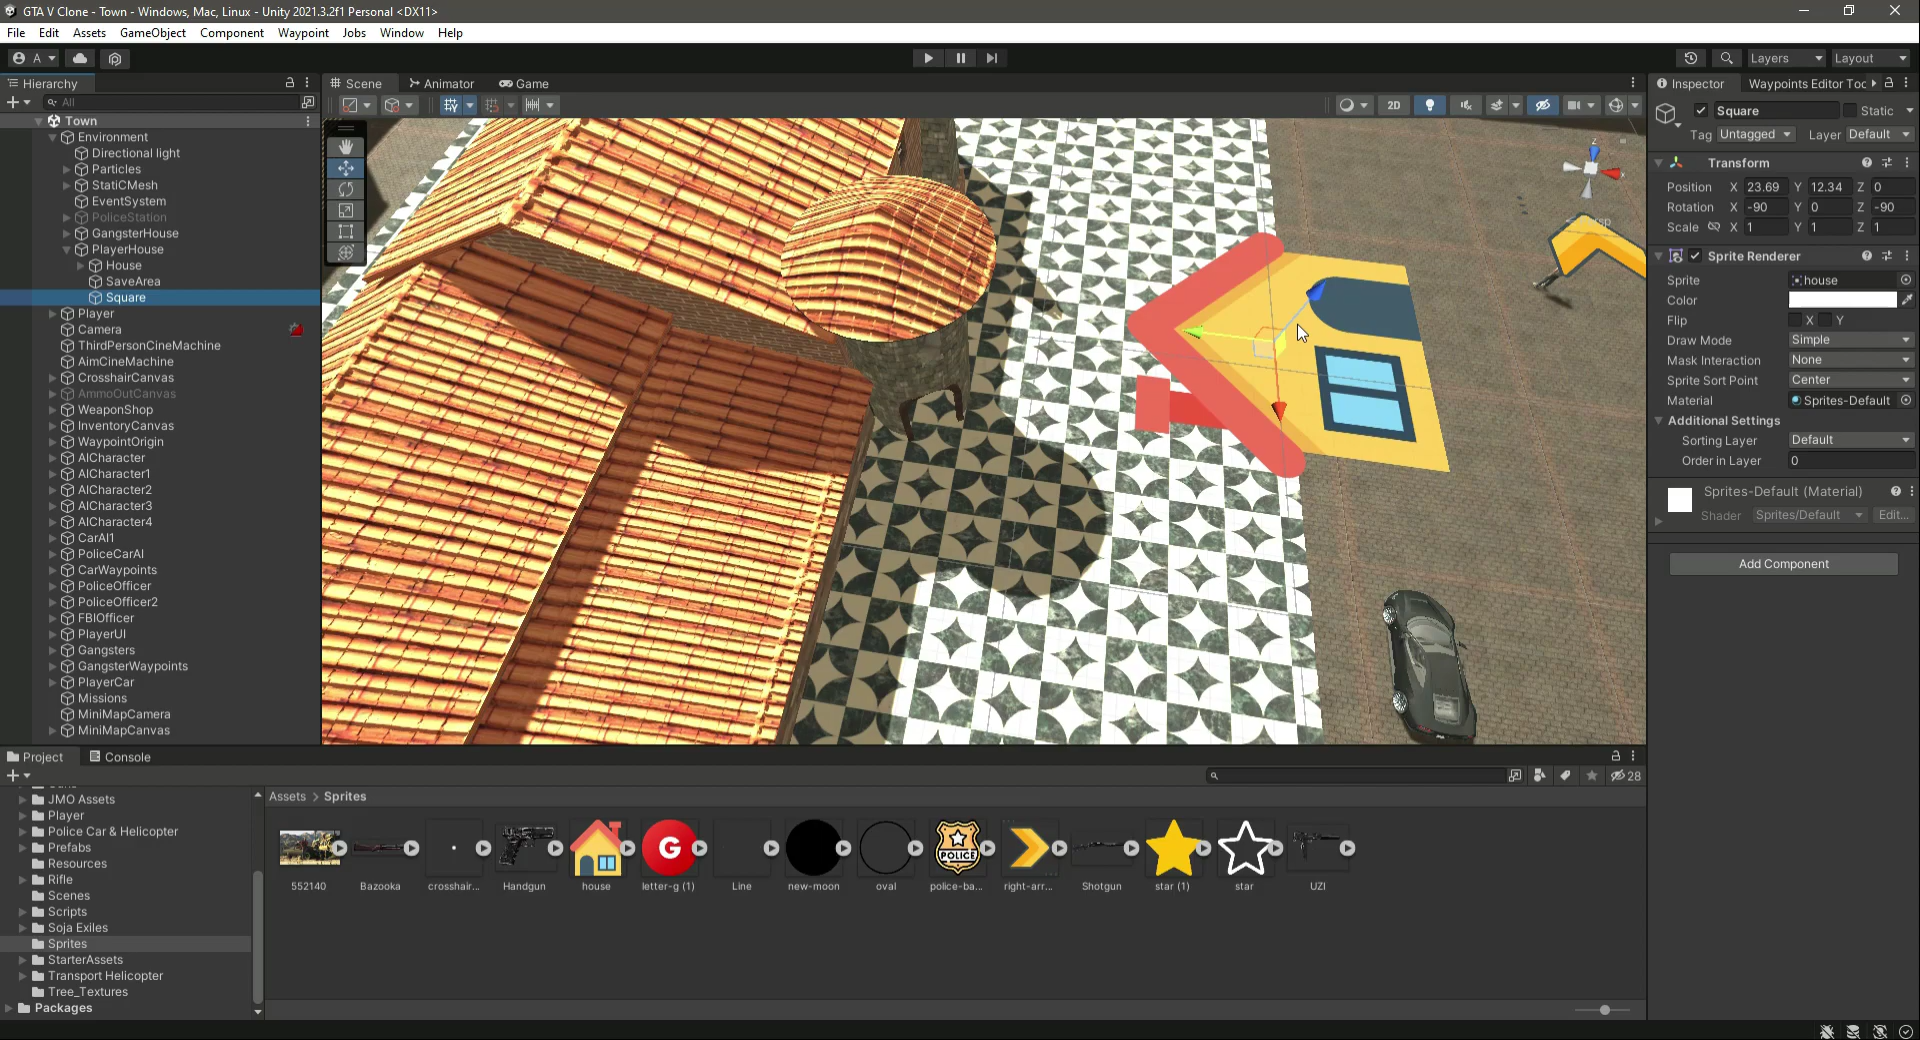 GTA V Clone - Town - Windows, Mac, Linux - Unity 2021.3.2f1 Personal <DX11>
File Edit Assets GameObject Component Waypoint Jobs Window Help
A Layers Layout
Hierarchy Scene Animator Game Inspector Waypoints Editor Toc
All 2D Square Static
Tag Untagged Layer Default
Town
Environment
Directional light
Particles
StatiCMesh
EventSystem
PoliceStation
GangsterHouse
PlayerHouse
House
SaveArea
Square
Player
Camera
ThirdPersonCineMachine
AimCineMachine
CrosshairCanvas
AmmoOutCanvas
WeaponShop
InventoryCanvas
WaypointOrigin
AICharacter
AICharacter1
AICharacter2
AICharacter3
AICharacter4
CarAI1
PoliceCarAI
CarWaypoints
PoliceOfficer
PoliceOfficer2
FBIOfficer
PlayerUI
Gangsters
GangsterWaypoints
PlayerCar
Missions
MiniMapCamera
MiniMapCanvas
Z
Transform
Position X 23.69 Y 12.34 Z 0
Rotation X -90 Y 0 Z -90
Scale X 1 Y 1 Z 1
Sprite Renderer
Sprite house
Color
Flip X Y
Draw Mode Simple
Mask Interaction None
Sprite Sort Point Center
Material Sprites-Default
Additional Settings
Sorting Layer Default
Order in Layer 0
Sprites-Default (Material)
Shader Sprites/Default Edit...
Add Component
Project Console
28
JMO Assets
Player
Police Car & Helicopter
Prefabs
Resources
Rifle
Scenes
Scripts
Soja Exiles
Sprites
StarterAssets
Transport Helicopter
Tree_Textures
Packages
Assets > Sprites
G
POLICE
552140 Bazooka crosshair... Handgun house letter-g (1) Line new-moon oval police-ba... right-arr... Shotgun star (1) star UZI